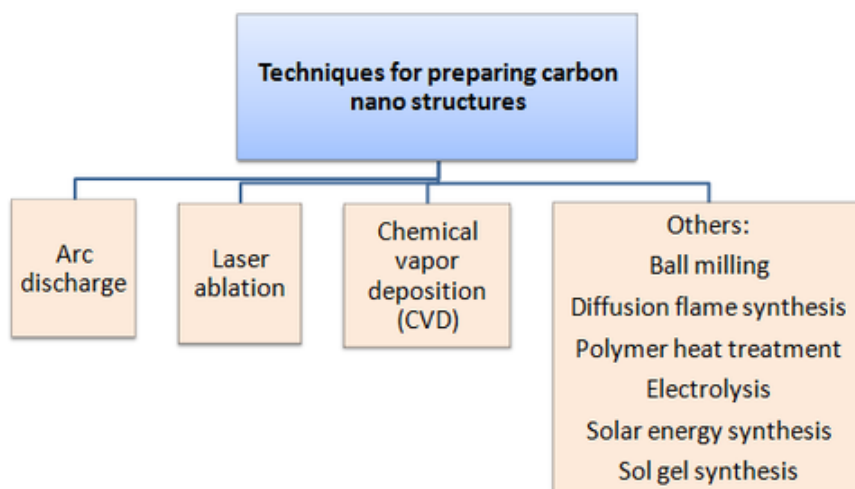 Techniques for preparing carbon
nano structures
Arc
discharge
Laser
ablation
Chemical
vapor
deposition
(CVD)
Others:
Ball milling
Diffusion flame synthesis
Polymer heat treatment
Electrolysis
Solar energy synthesis
Sol gel synthesis